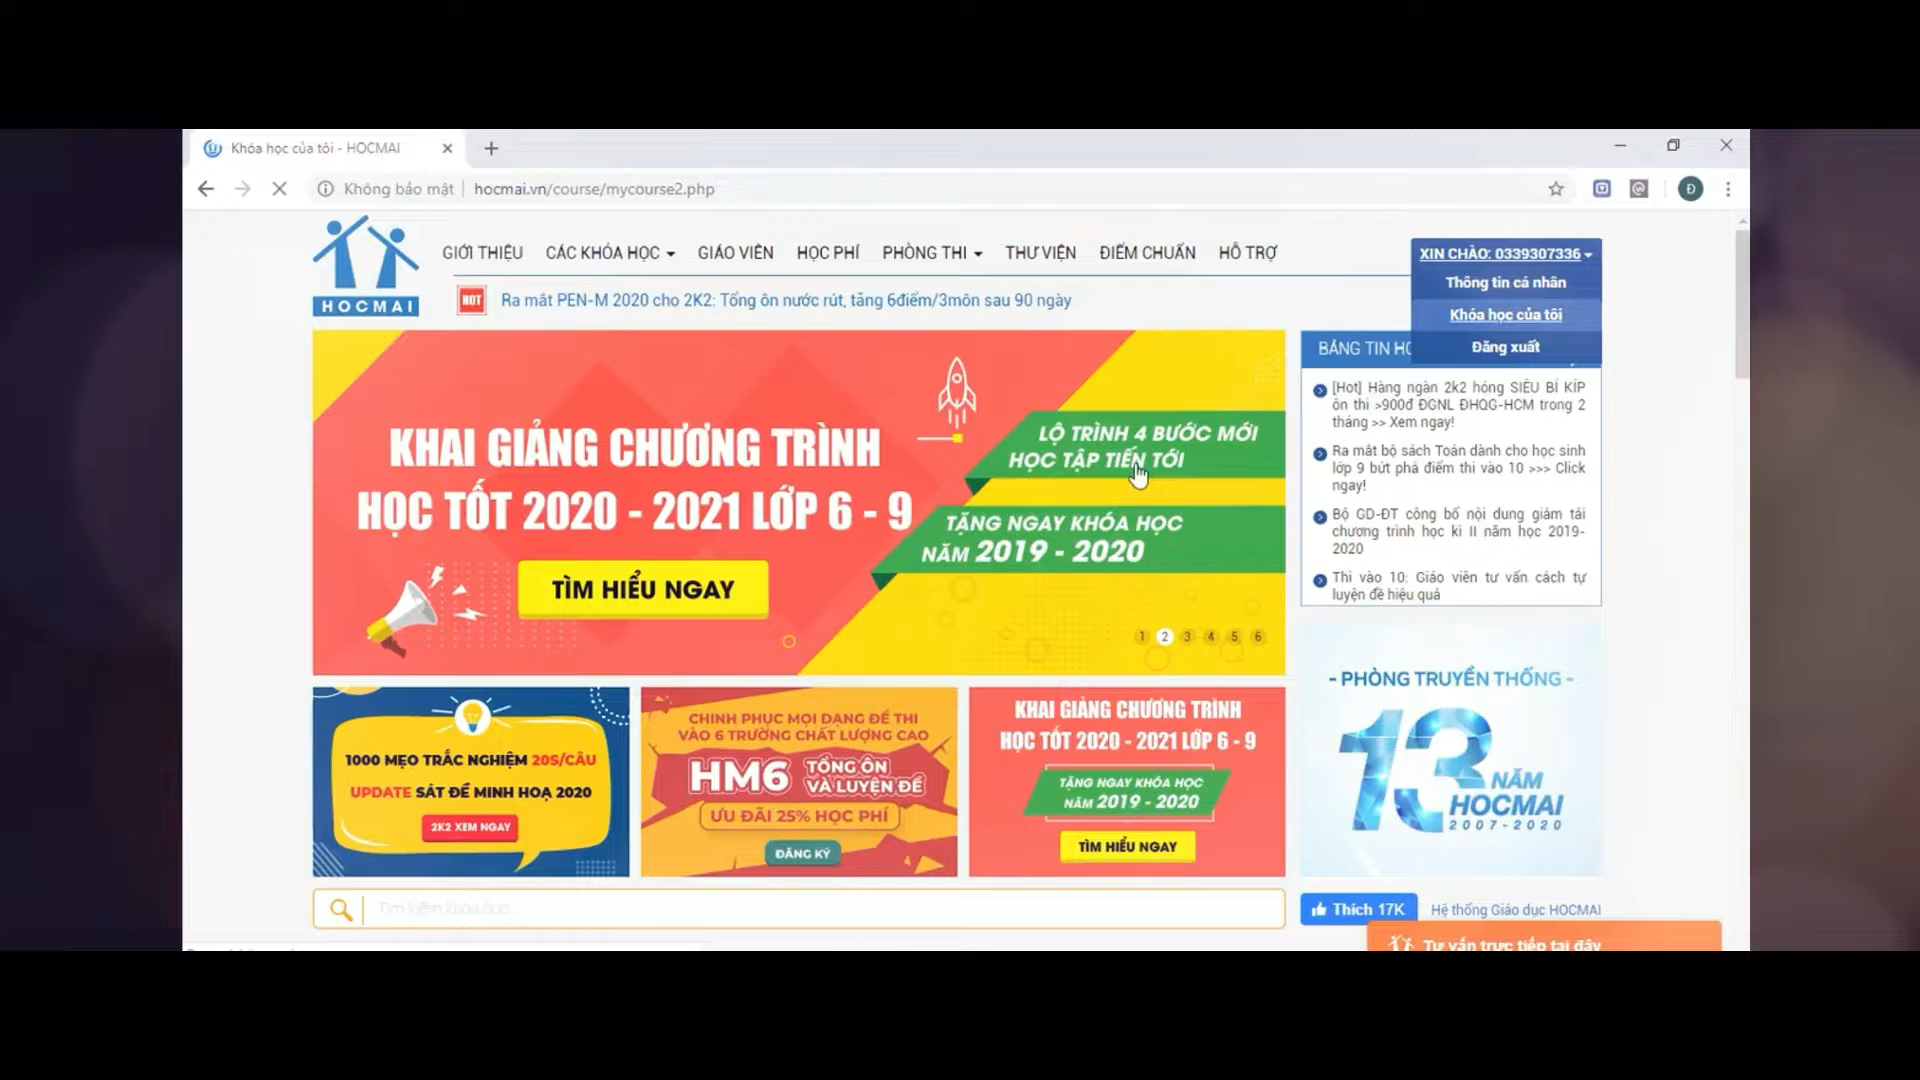 Khóa học của tôi - HOCMAI
Không bảo mật
hocmai.vn/course/mycourse2.php
Đ
HOCMAI
GIỚI THIỆU
CÁC KHÓA HỌC
GIÁO VIÊN
HỌC PHÍ
PHÒNG THI
THƯ VIỆN
ĐIỂM CHUẨN
HỖ TRỢ
XIN CHÀO: 0339307336
Thông tin cá nhân
Khóa học của tôi
Đăng xuất
HOT
Ra mắt PEN-M 2020 cho 2K2: Tổng ôn nước rút, tăng 6điểm/3môn sau 90 ngày
KHAI GIẢNG CHƯƠNG TRÌNH
HỌC TỐT 2020 - 2021 LỚP 6 - 9
TÌM HIỂU NGAY
LỘ TRÌNH 4 BƯỚC MỚI
HỌC TẬP TIẾN TỚI
TẶNG NGAY KHÓA HỌC
NĂM 2019 - 2020
1 2 3 4 5 6
BẢNG TIN
[Hot] Hàng ngàn 2k2 hóng SIÊU BÍ KÍP
ôn thi >900đ ĐGNL ĐHQG-HCM trong 2
tháng >> Xem ngay!
Ra mắt bộ sách Toán dành cho học sinh
lớp 9 bứt phá điểm thi vào 10 >>> Click
ngay!
Bộ GD-ĐT công bố nội dung giảm tải
chương trình học kì II năm học 2019-
2020
Thi vào 10: Giáo viên tư vấn cách tự
luyện đề hiệu quả
1000 MẸO TRẮC NGHIỆM 20S/CÂU
UPDATE SÁT ĐỀ MINH HOẠ 2020
2K2 XEM NGAY
CHINH PHỤC MỌI DẠNG ĐỀ THI
VÀO 6 TRƯỜNG CHẤT LƯỢNG CAO
HM6 TỔNG ÔN
VÀ LUYỆN ĐỀ
ƯU ĐÃI 25% HỌC PHÍ
ĐĂNG KÝ
KHAI GIẢNG CHƯƠNG TRÌNH
HỌC TỐT 2020 - 2021 LỚP 6 - 9
TẶNG NGAY KHÓA HỌC
NĂM 2019 - 2020
TÌM HIỂU NGAY
- PHÒNG TRUYỀN THỐNG -
13 NĂM
HOCMAI
2007-2020
Thích 17K
Hệ thống Giáo dục HOCMAI
Tư vấn trực tiếp tại đây